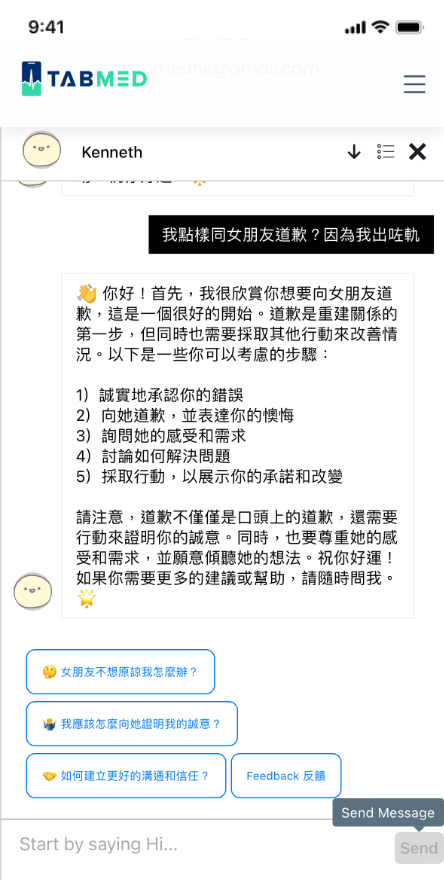 9:41
tabmedhk@gmail.com
TABMED
Kenneth
我點樣同女朋友道歉？因為我出咗軌
👋 你好！首先，我很欣賞你想要向女朋友道
歉，這是一個很好的開始。道歉是重建關係的
第一步，但同時也需要採取其他行動來改善情
況。以下是一些你可以考慮的步驟：
1）誠實地承認你的錯誤
2）向她道歉，並表達你的懊悔
3）詢問她的感受和需求
4）討論如何解決問題
5）採取行動，以展示你的承諾和改變
請注意，道歉不僅僅是口頭上的道歉，還需要
行動來證明你的誠意。同時，也要尊重她的感
受和需求，並願意傾聽她的想法。祝你好運！
如果你需要更多的建議或幫助，請隨時問我。
🌟
🤔 女朋友不想原諒我怎麼辦？
🤷‍♂️ 我應該怎麼向她證明我的誠意？
🤝 如何建立更好的溝通和信任？
Feedback 反饋
Send Message
Start by saying Hi...
Send